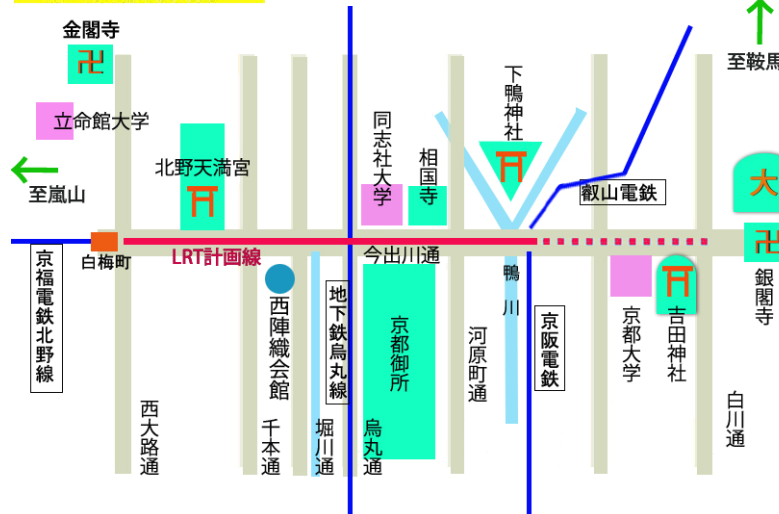 金閣寺
至鞍馬
下鴨神社
立命館大学
同志社大学
相国寺
北野天満宮
至嵐山
叡山電鉄
大
白梅町
LRT計画線
今出川通
鴨川
銀閣寺
京福電鉄北野線
西陣織会館
地下鉄烏丸線
京都御所
河原町通
京阪電鉄
京都大学
吉田神社
西大路通
千本通
堀川通
烏丸通
白川通